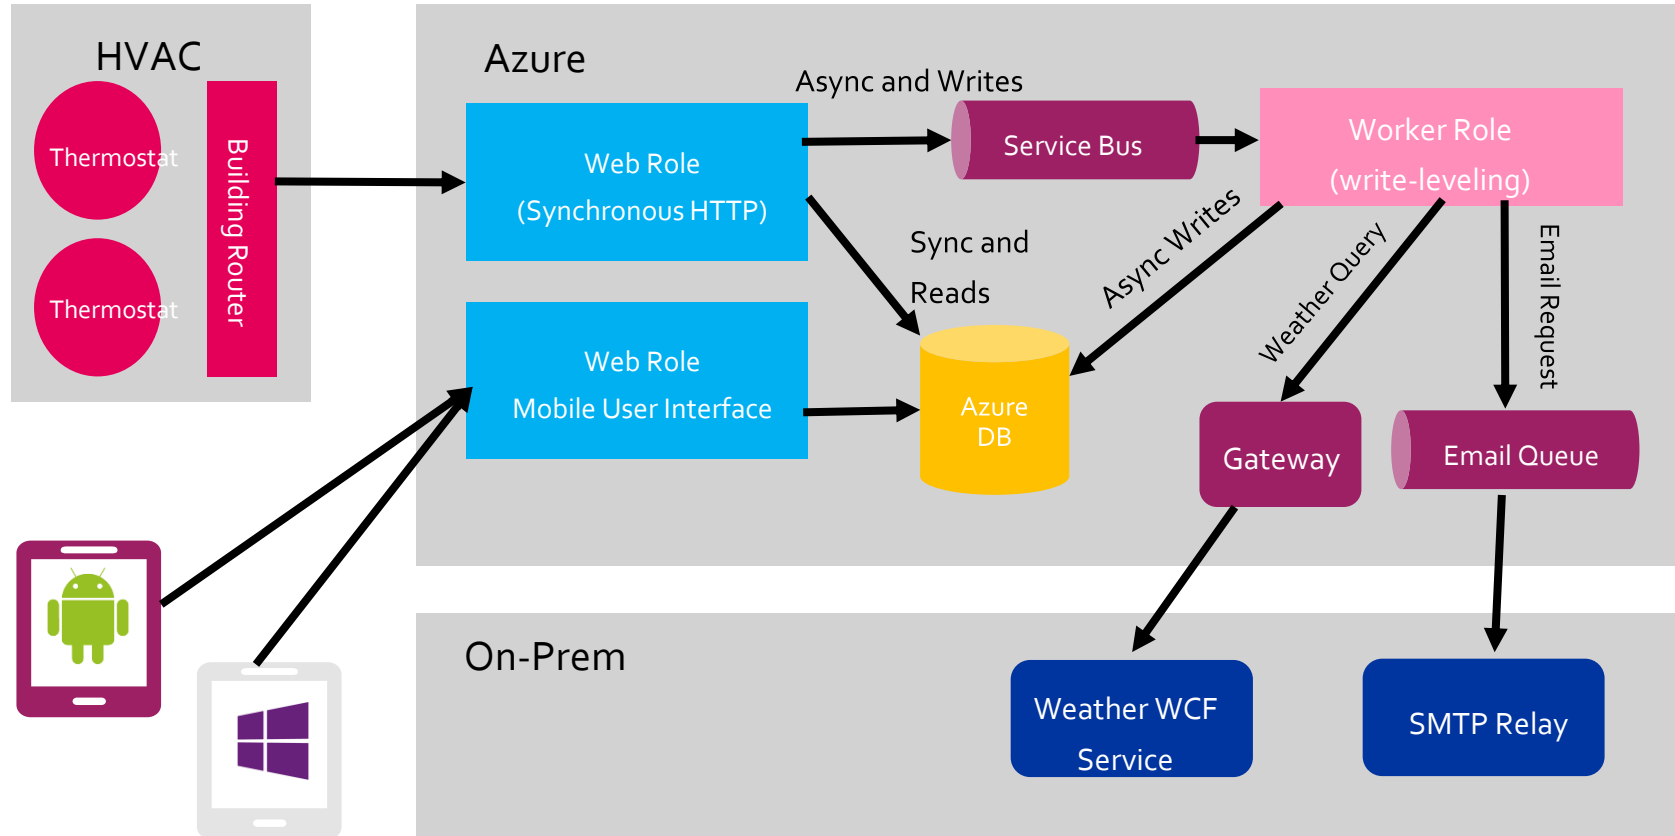 HVAC
Thermostat
Thermostat
Building Router
Azure
Web Role
(Synchronous HTTP)
Async and Writes
Service Bus
Worker Role
(write-leveling)
Sync and
Reads
Async Writes
Weather Query
Email Request
Web Role
Mobile User Interface
Azure
DB
Gateway
Email Queue
On-Prem
Weather WCF
Service
SMTP Relay